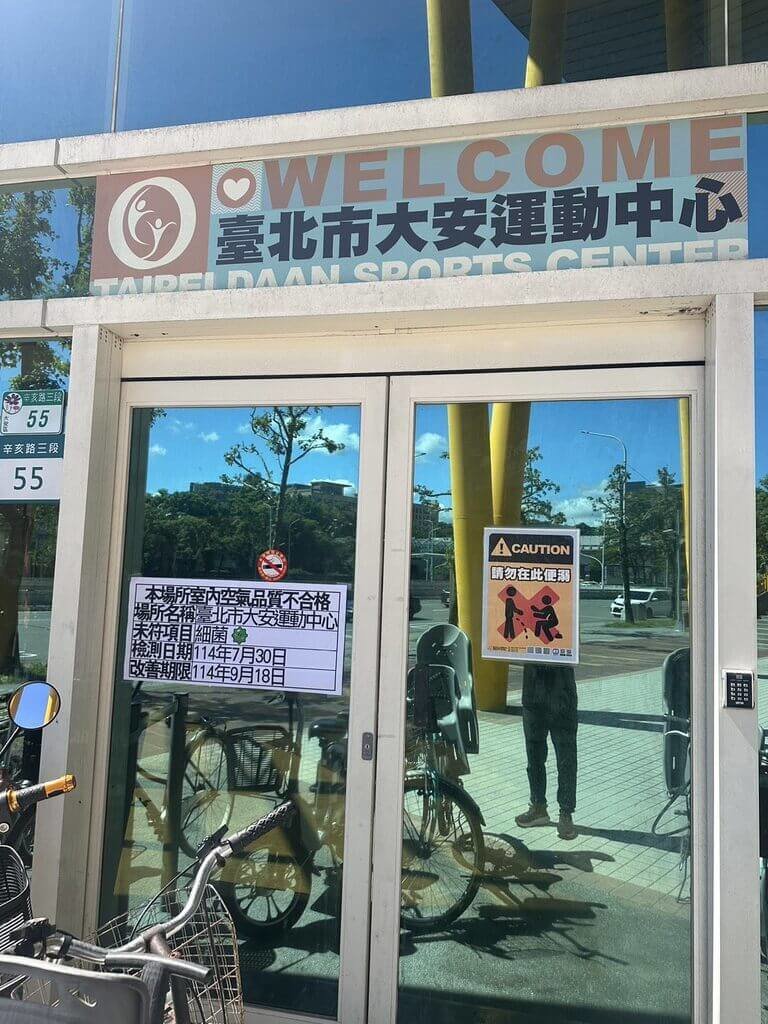 WELCOME
臺北市大安運動中心
TAIPEI DAAN SPORTS CENTER
辛亥路三段
55
大安區
辛亥路三段
55
本場所室內空氣品質不合格
場所名稱臺北市大安運動中心
未符項目細菌
檢測日期114年7月30日
改善期限114年9月18日
CAUTION
請勿在此便溺